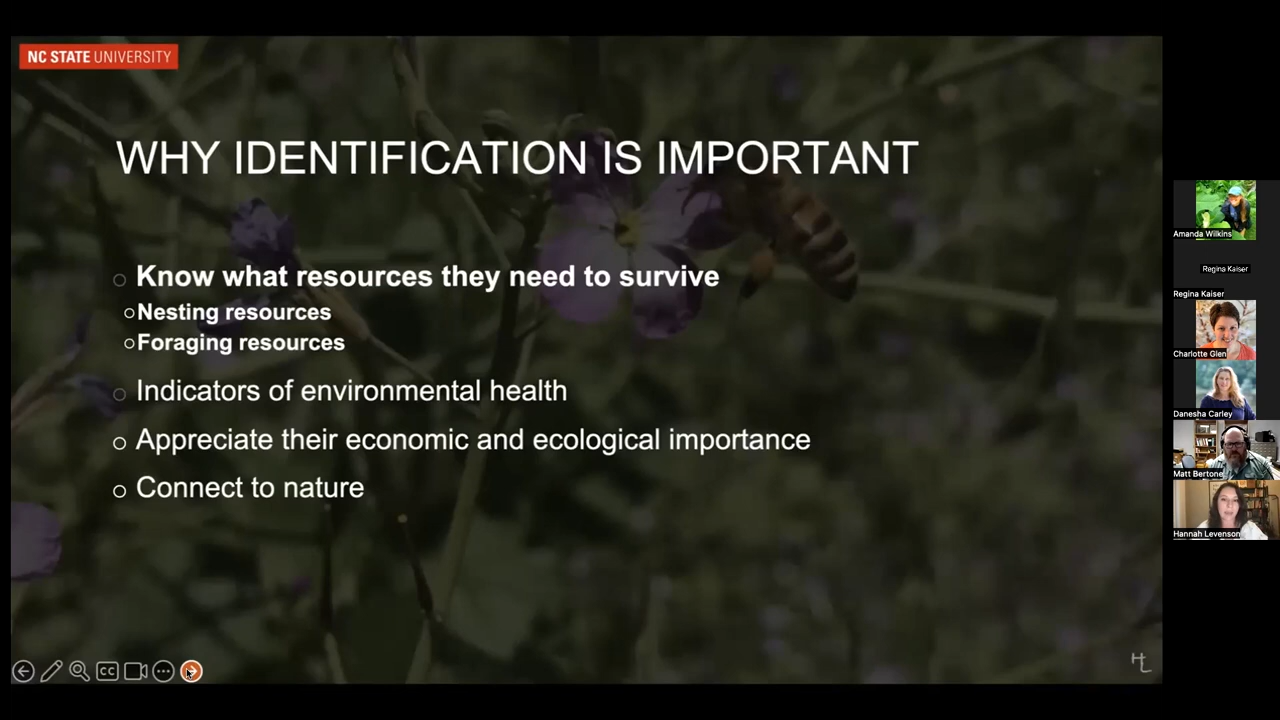 NC STATE UNIVERSITY
WHY IDENTIFICATION IS IMPORTANT
Know what resources they need to survive
Nesting resources
Foraging resources
Indicators of environmental health
Appreciate their economic and ecological importance
Connect to nature
CC
HL
Amanda Wilkins
Regina Kaiser
Regina Kaiser
Charlotte Glen
Danesha Carley
Matt Bertone
Hannah Levenson